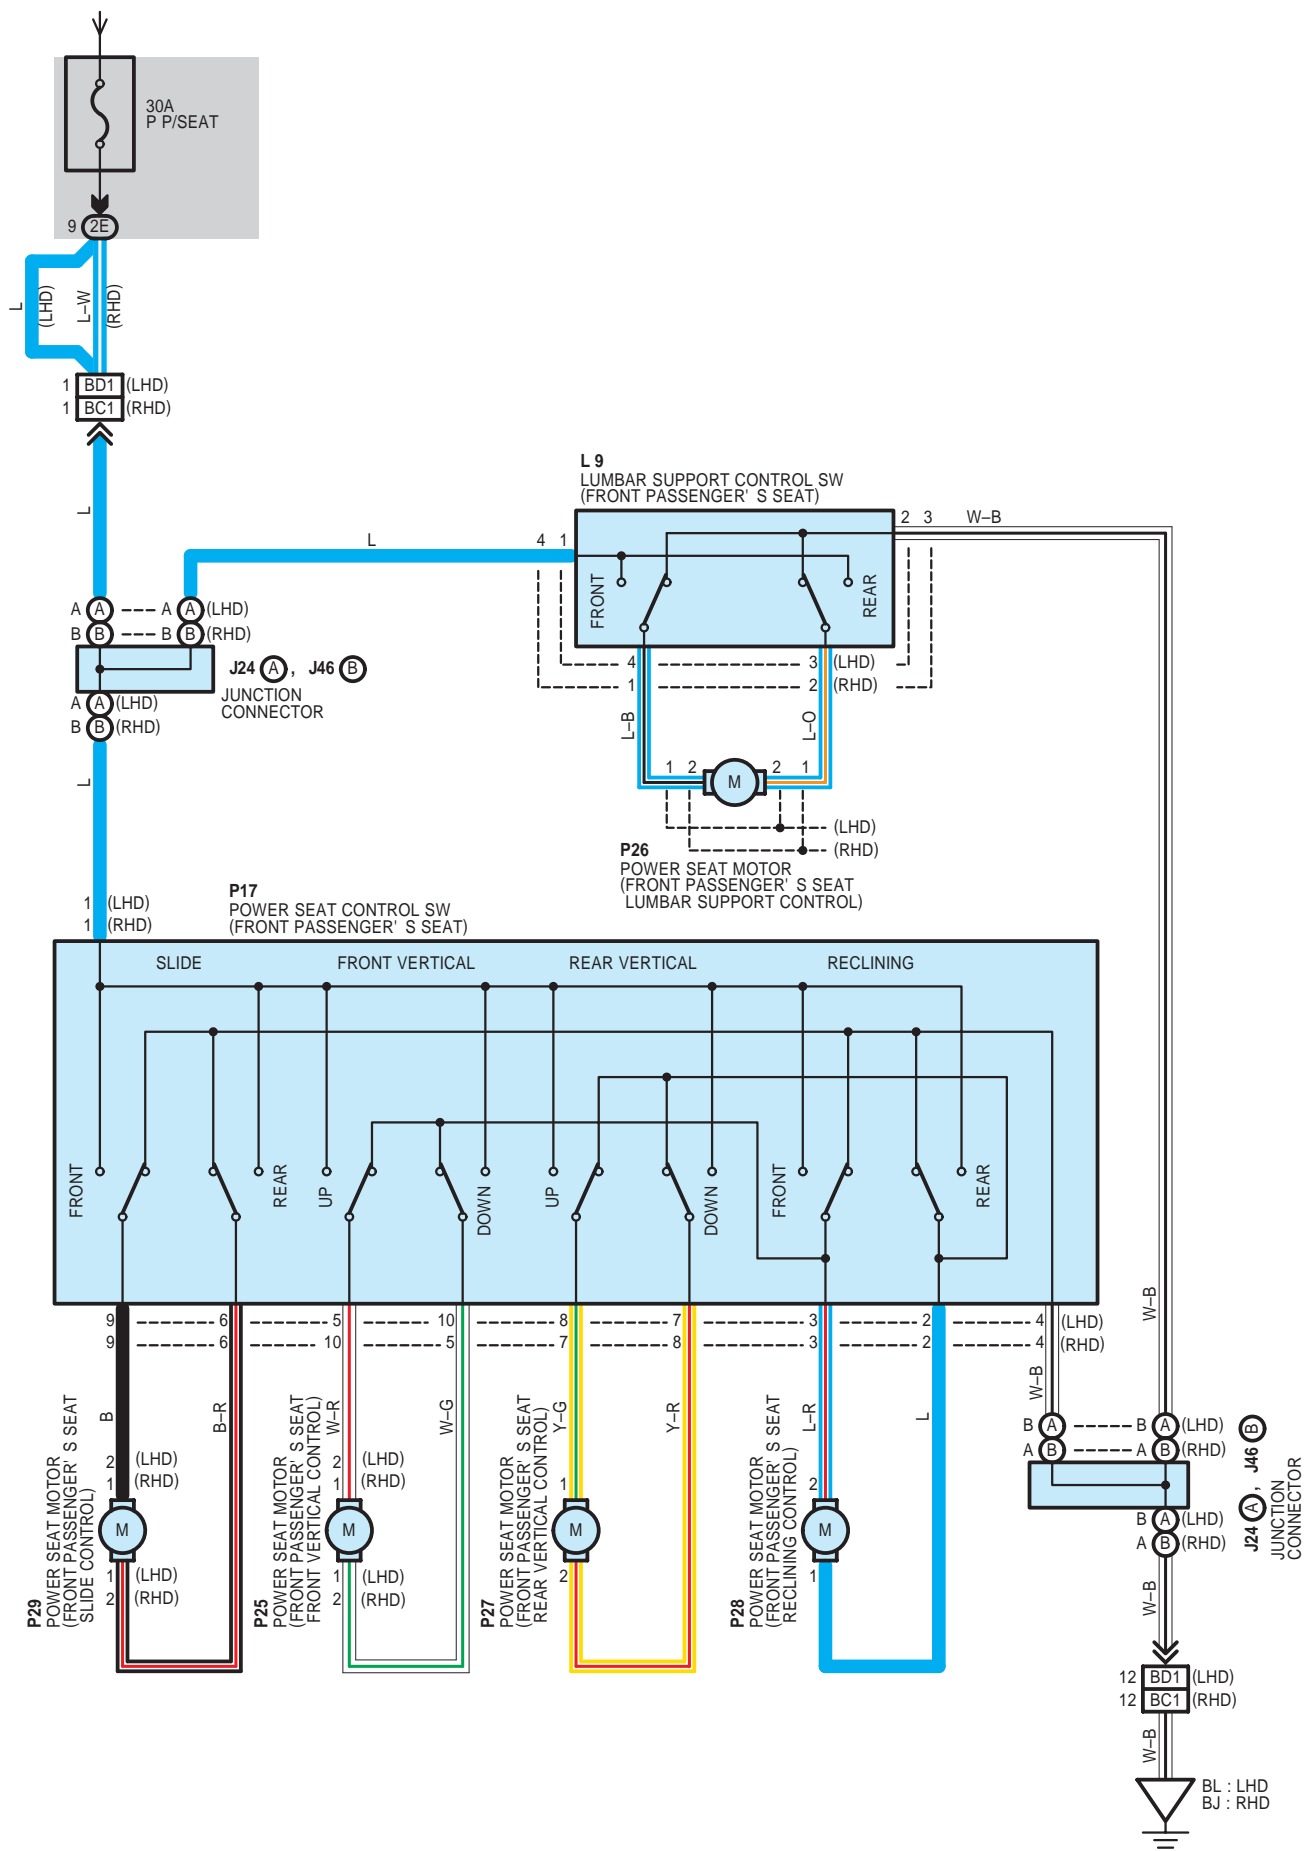 30A
P P/SEAT
9 2E
L
(LHD)
L–W
(RHD)
1 BD1 (LHD)
1 BC1 (RHD)
L
L 9
LUMBAR SUPPORT CONTROL SW
(FRONT PASSENGER' S SEAT)
L
4 1
2 3
W–B
FRONT
REAR
A A A A (LHD)
B B B B (RHD)
J24 A , J46 B
JUNCTION
CONNECTOR
A A (LHD)
B B (RHD)
4 3 (LHD)
1 2 (RHD)
L–B
L–O
1 2 M 2 1
(LHD)
(RHD)
P26
POWER SEAT MOTOR
(FRONT PASSENGER' S SEAT
LUMBAR SUPPORT CONTROL)
L
1 (LHD)
1 (RHD)
P17
POWER SEAT CONTROL SW
(FRONT PASSENGER' S SEAT)
SLIDE FRONT VERTICAL REAR VERTICAL RECLINING
FRONT
REAR
UP
DOWN
UP
DOWN
FRONT
REAR
9 6 5 10 8 7 3 2 4 (LHD)
9 6 10 5 7 8 3 2 4 (RHD)
W–B
B
B–R
W–R
W–G
Y–G
Y–R
L–R
L
W–B
P29
POWER SEAT MOTOR
(FRONT PASSENGER' S SEAT
SLIDE CONTROL)
2 (LHD)
1 (RHD)
M
1 (LHD)
2 (RHD)
P25
POWER SEAT MOTOR
(FRONT PASSENGER' S SEAT
FRONT VERTICAL CONTROL)
2 (LHD)
1 (RHD)
M
1 (LHD)
2 (RHD)
P27
POWER SEAT MOTOR
(FRONT PASSENGER' S SEAT
REAR VERTICAL CONTROL)
1
M
2
P28
POWER SEAT MOTOR
(FRONT PASSENGER' S SEAT
RECLINING CONTROL)
2
M
1
B A B A (LHD)
A B A B (RHD)
J24 A , J46 B
JUNCTION
CONNECTOR
B A (LHD)
A B (RHD)
W–B
12 BD1 (LHD)
12 BC1 (RHD)
W–B
BL : LHD
BJ : RHD